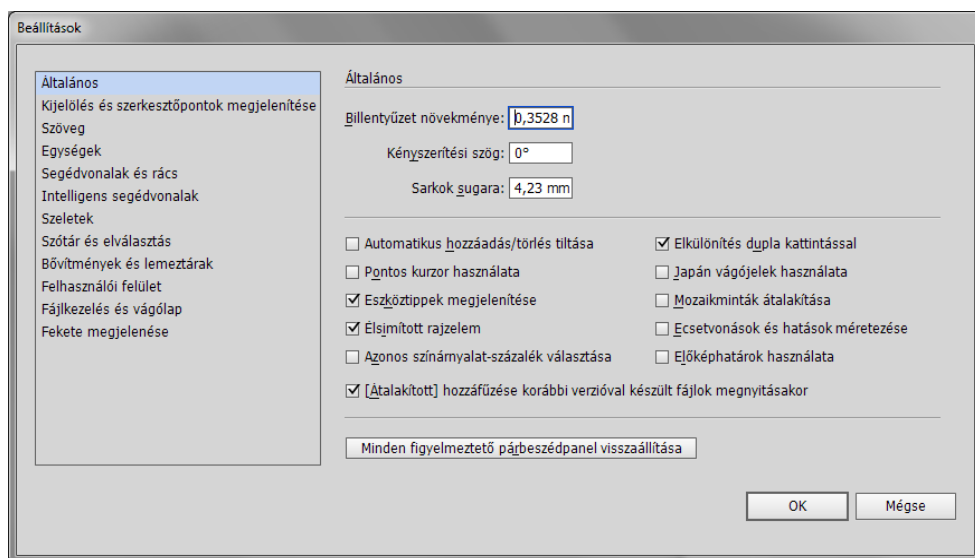 Beállítások
Általános
Kijelölés és szerkesztőpontok megjelenítése
Szöveg
Egységek
Segédvonalak és rács
Intelligens segédvonalak
Szeletek
Szótár és elválasztás
Bővítmények és lemeztárak
Felhasználói felület
Fájlkezelés és vágólap
Fekete megjelenése
Általános
Billentyűzet növekménye: 0,3528 n
Kényszerítési szög: 0°
Sarkok sugara: 4,23 mm
Automatikus hozzáadás/törlés tiltása
Pontos kurzor használata
Eszköztippek megjelenítése
Élsimított rajzelem
Azonos színárnyalat-százalék választása
Elkülönítés dupla kattintással
Japán vágójelek használata
Mozaikminták átalakítása
Ecsetvonások és hatások méretezése
Előképhatárok használata
[Átalakított] hozzáfűzése korábbi verzióval készült fájlok megnyitásakor
Minden figyelmeztető párbeszédpanel visszaállítása
OK
Mégse